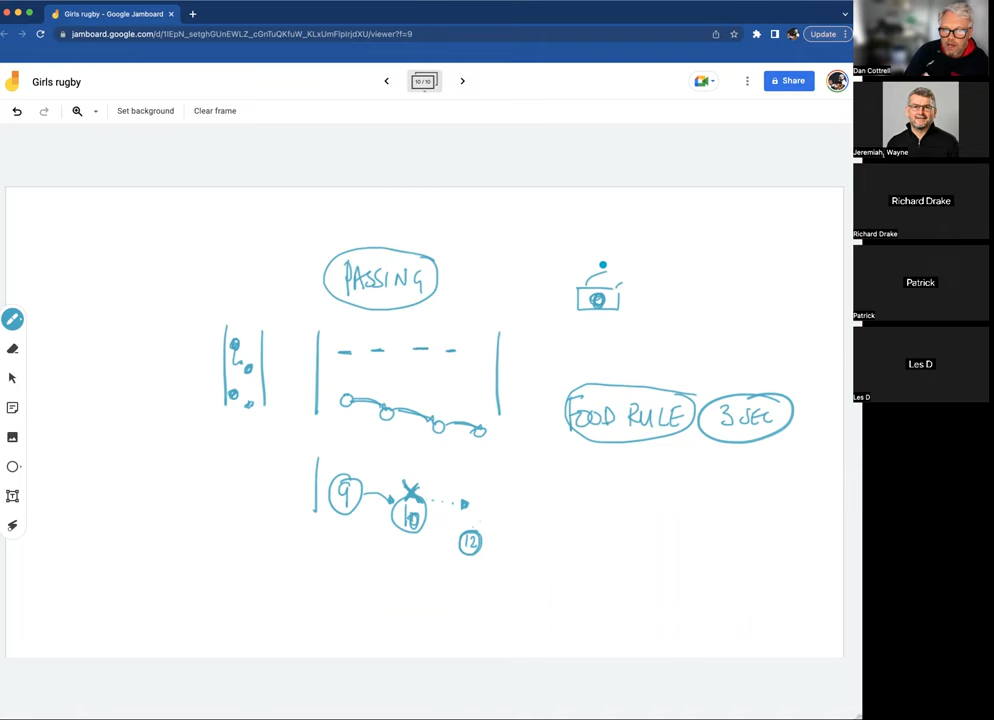 Girls rugby - Google Jamboard
jamboard.google.com/d/1lEpN_setghGUnEWLZ_cGnTuQKfuW_KLxUmFlpIrjdXU/viewer?f=9
Update
Girls rugby
10/10
Share
Set background
Clear frame
PASSING
FOOD RULE
3 SEC
9
10
12
Dan Cottrell
Jeremiah, Wayne
Richard Drake
Richard Drake
Patrick
Patrick
Les D
Les D